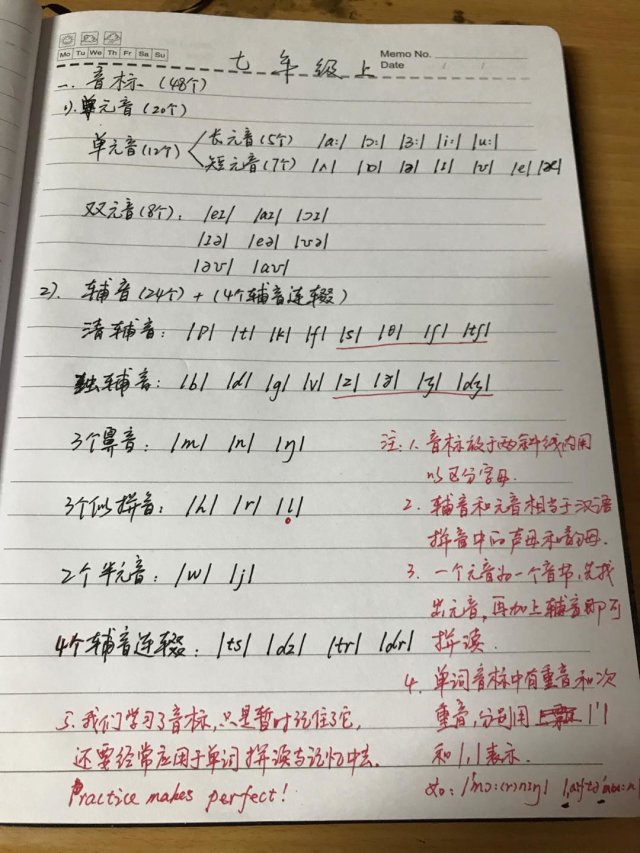 Mo Tu We Th Fr Sa Su
Memo No.
Date / /
七年级上
一. 音标（48个）
1). 单元音（20个）
单元音（12个）
长元音（5个） /ɑ:/ /ɔ:/ /ɜ:/ /i:/ /u:/
短元音（7个） /ʌ/ /ɒ/ /ə/ /ɪ/ /ʊ/ /e/ /æ/
双元音（8个）： /eɪ/ /aɪ/ /ɔɪ/
/ɪə/ /eə/ /ʊə/
/əʊ/ /aʊ/
2). 辅音（24个）+（4个辅音连缀）
清辅音： /p/ /t/ /k/ /f/ /s/ /θ/ /ʃ/ /tʃ/
独辅音： /b/ /d/ /g/ /v/ /z/ /ð/ /ʒ/ /dʒ/
3个鼻音： /m/ /n/ /ŋ/
3个似拼音： /h/ /r/ /l/
2个半元音： /w/ /j/
4个辅音连缀： /ts/ /dz/ /tr/ /dr/
注: 1. 音标放于两斜线内用
以区分字母.
2. 辅音和元音相当于汉语
拼音中的声母和韵母.
3. 一个元音为一个音节, 先找
出元音, 再加上辅音即可
拼读.
4. 单词音标中有重音和次
重音, 分别用 /'/
和 /,/ 表示.
如: /'mɔ:(r)nɪŋ/
5. 我们学习了音标, 只是暂时记住了它,
还要经常应用于单词拼读与记忆中去.
Practice makes perfect!